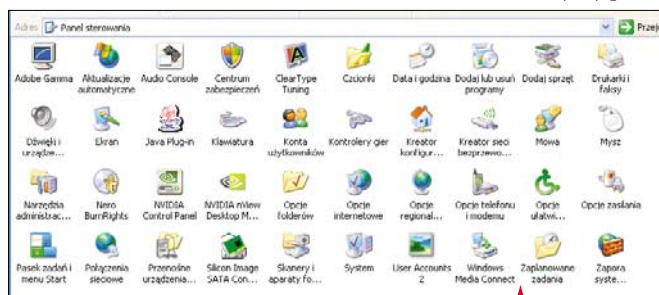 Adres Panel sterowania Przejd
Adobe Gamma
Aktualizacje automatyczne
Audio Console
Centrum zabezpieczeń
ClearType Tuning
Czcionki
Data i godzina
Dodaj lub usuń programy
Dodaj sprzęt
Drukarki i faksy
Dźwięki i urządze...
Ekran
Java Plug-in
Klawiatura
Konta użytkowników
Kontrolery gier
Kreator konfigur...
Kreator sieci bezprzewo...
Mowa
Mysz
Narzędzia administrac...
Nero BurnRights
NVIDIA Control Panel
NVIDIA nView Desktop M...
Opcje folderów
Opcje internetowe
Opcje regional...
Opcje telefonu i modemu
Opcje ułatwi...
Opcje zasilania
Pasek zadań i menu Start
Połączenia sieciowe
Przenośne urządzenia...
Silicon Image SATA Con...
Skanery i aparaty fo...
System
User Accounts 2
Windows Media Connect
Zaplanowane zadania
Zapora syste...